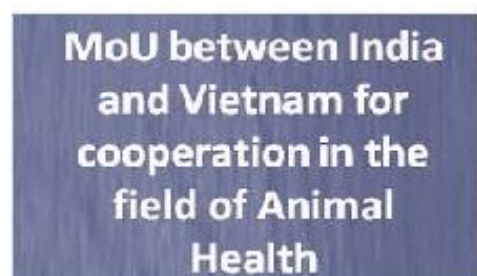 MoU between India
and Vietnam for
cooperation in the
field of Animal
Health